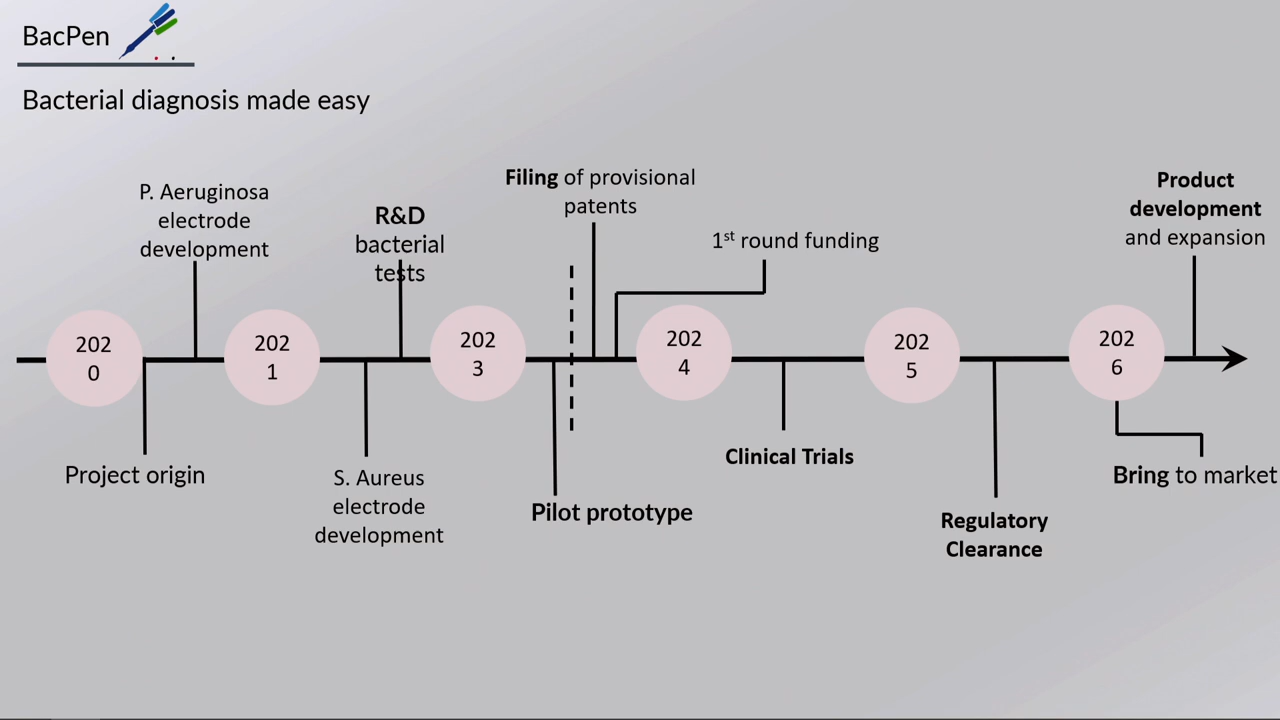 BacPen
Bacterial diagnosis made easy
P. Aeruginosa
electrode
development
R&D
bacterial
tests
Filing of provisional
patents
1st round funding
Product
development
and expansion
202
0
202
1
202
3
202
4
202
5
202
6
Project origin
S. Aureus
electrode
development
Pilot prototype
Clinical Trials
Regulatory
Clearance
Bring to market